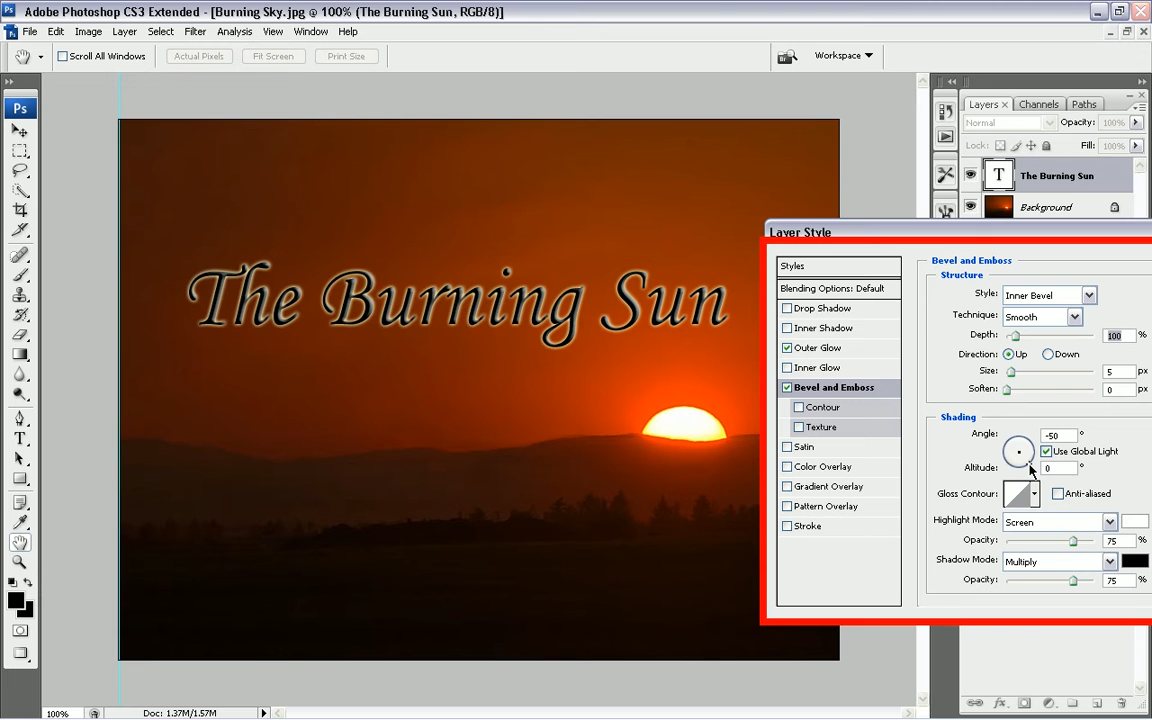 Adobe Photoshop CS3 Extended - [Burning Sky.jpg @ 100% (The Burning Sun, RGB/8)]
File Edit Image Layer Select Filter Analysis View Window Help
Scroll All Windows Actual Pixels Fit Screen Print Size Workspace
Ps
Layers Channels Paths
Normal Opacity: 100%
Lock: Fill: 100%
T The Burning Sun
Background
The Burning Sun
Layer Style
Styles
Blending Options: Default
Drop Shadow
Inner Shadow
Outer Glow
Inner Glow
Bevel and Emboss
Contour
Texture
Satin
Color Overlay
Gradient Overlay
Pattern Overlay
Stroke
Bevel and Emboss
Structure
Style: Inner Bevel
Technique: Smooth
Depth: 100 %
Direction: Up Down
Size: 5 px
Soften: 0 px
Shading
Angle: -50 °
Use Global Light
Altitude: 0 °
Gloss Contour: Anti-aliased
Highlight Mode: Screen
Opacity: 75 %
Shadow Mode: Multiply
Opacity: 75 %
100% Doc: 1.37M/1.57M